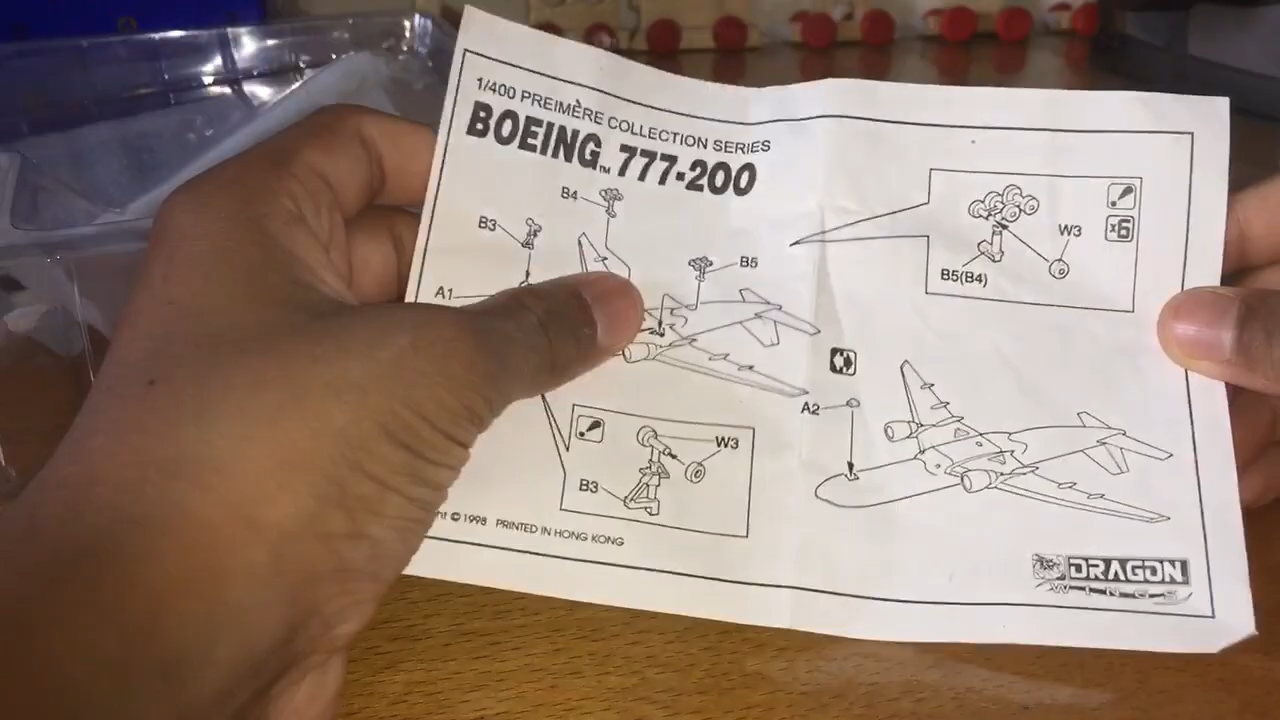 1/400 PREIMÈRE COLLECTION SERIES
BOEING™ 777-200
B4
B3
B5
A1
W3
x6
B5(B4)
A2
W3
B3
© 1998 PRINTED IN HONG KONG
DRAGON
WINGS